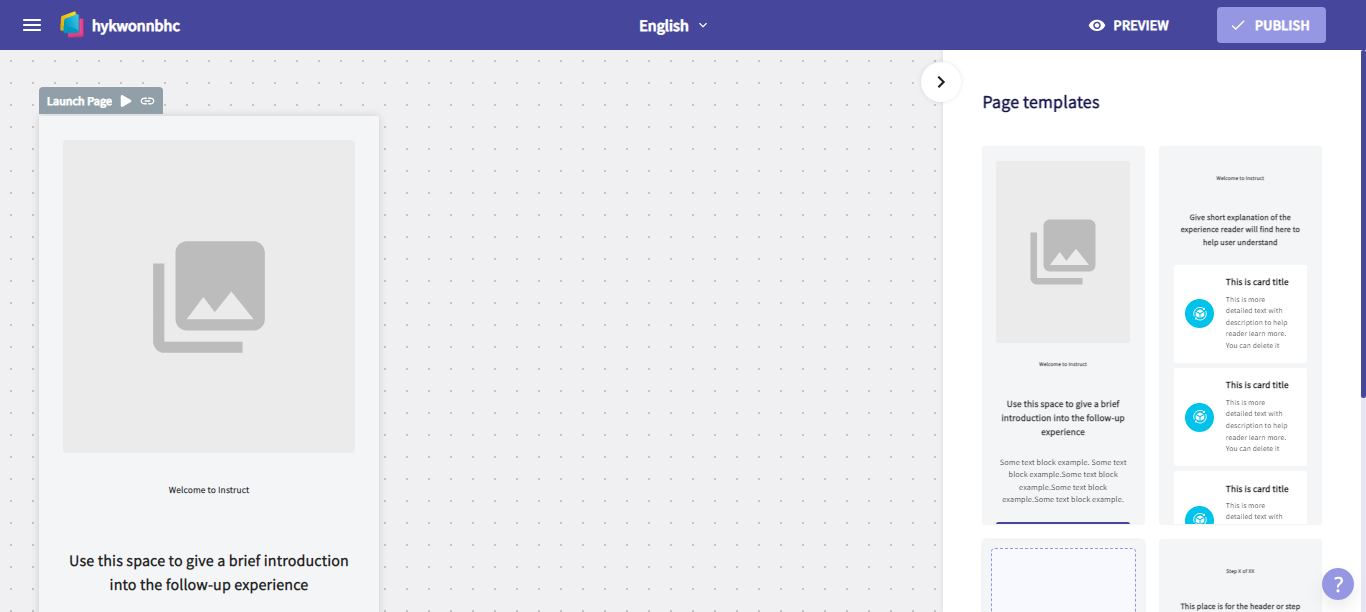 hykwonnbhc
English
PREVIEW
PUBLISH
Launch Page
Welcome to Instruct
Use this space to give a brief introduction
into the follow-up experience
Page templates
Welcome to Instruct
Use this space to give a brief
introduction into the follow-up
experience
Some text block example. Some text
block example.Some text block
example.Some text block
example.Some text block example.
Welcome to Instruct
Give short explanation of the
experience reader will find here to
help user understand
This is card title
This is more
detailed text with
description to help
reader learn more.
You can delete it
This is card title
This is more
detailed text with
description to help
reader learn more.
You can delete it
This is card title
This is more
detailed text with
Step X of XX
This place is for the header or step
?